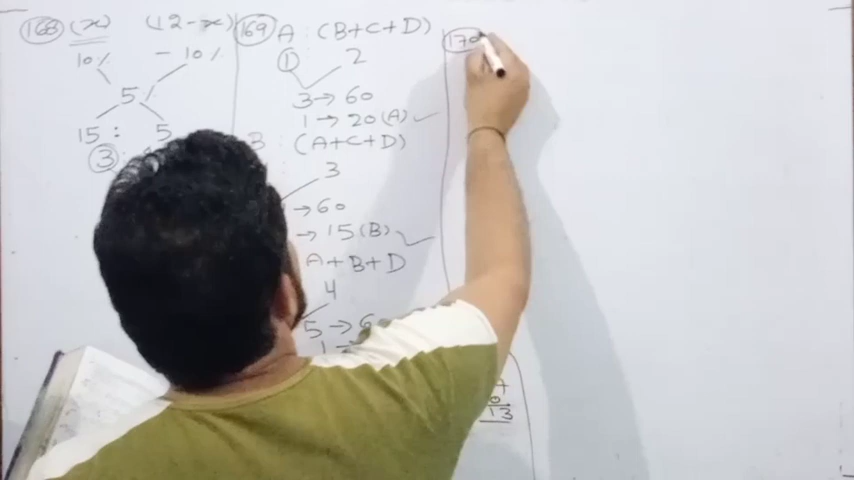 168 (x) (12-x)
10% -10%
5%
15 : 5
3
169 A : (B+C+D)
1 2
3 → 60
1 → 20(A)
B : (A+C+D)
3
→ 60
→ 15(B)
A+B+D
4
5 → 6
1 →
13
170